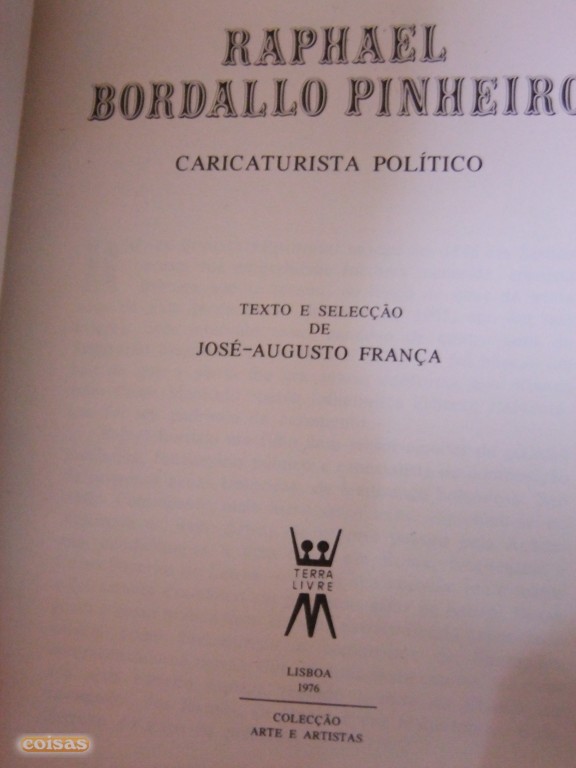 RAPHAEL
BORDALLO PINHEIRO
CARICATURISTA POLÍTICO
TEXTO E SELECÇÃO
DE
JOSÉ-AUGUSTO FRANÇA
TERRA
LIVRE
LISBOA
1976
COLECÇÃO
ARTE E ARTISTAS
coisas